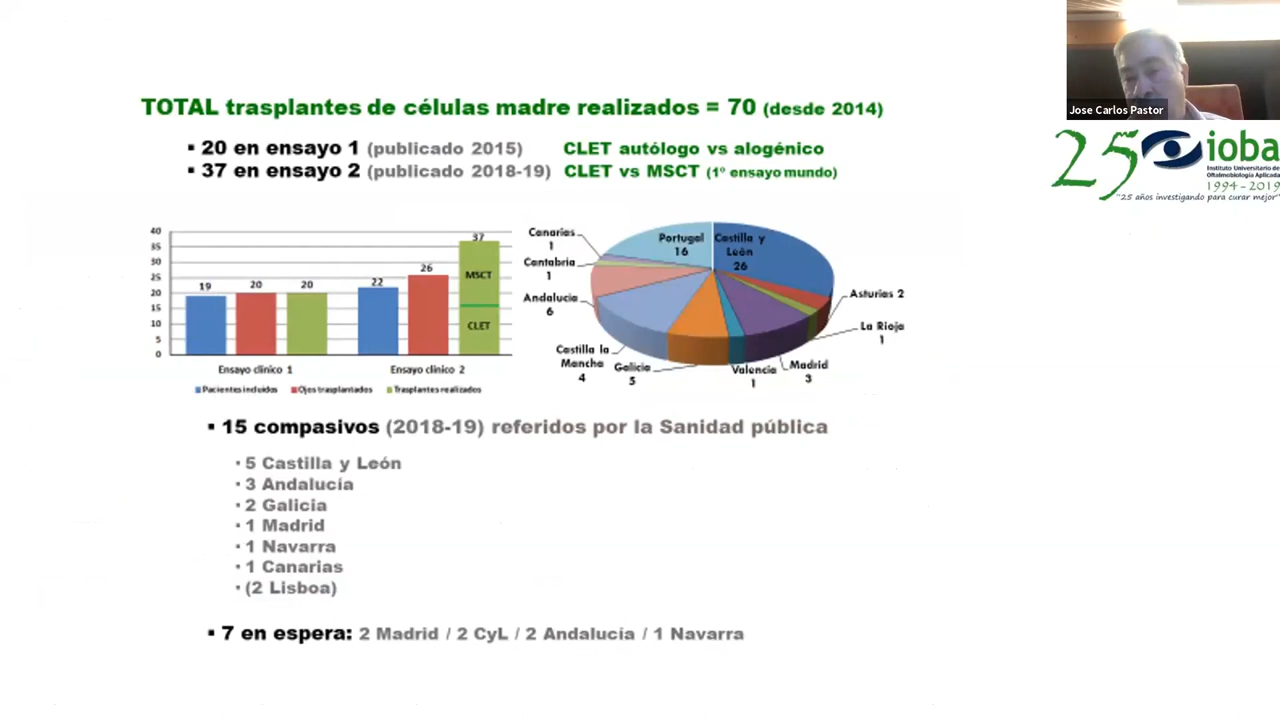 TOTAL trasplantes de células madre realizados = 70 (desde 2014)
▪ 20 en ensayo 1 (publicado 2015) CLET autólogo vs alogénico
▪ 37 en ensayo 2 (publicado 2018-19) CLET vs MSCT (1º ensayo mundo)
Jose Carlos Pastor
25 ioba
Instituto Universitario de
Oftalmobiología Aplicada
1994-2019
"25 años investigando para curar mejor"
40
35
30
25
20
15
10
5
0
19
20
20
22
26
37
MSCT
CLET
Ensayo clínico 1
Ensayo clínico 2
Pacientes incluidos
Ojos trasplantados
Trasplantes realizados
Canarias
1
Cantabria
1
Andalucía
6
Castilla la
Mancha
4
Galicia
5
Valencia
1
Madrid
3
La Rioja
1
Asturias 2
Castilla y
León
26
Portugal
16
▪ 15 compasivos (2018-19) referidos por la Sanidad pública
• 5 Castilla y León
• 3 Andalucía
• 2 Galicia
• 1 Madrid
• 1 Navarra
• 1 Canarias
• (2 Lisboa)
▪ 7 en espera: 2 Madrid / 2 CyL / 2 Andalucía / 1 Navarra